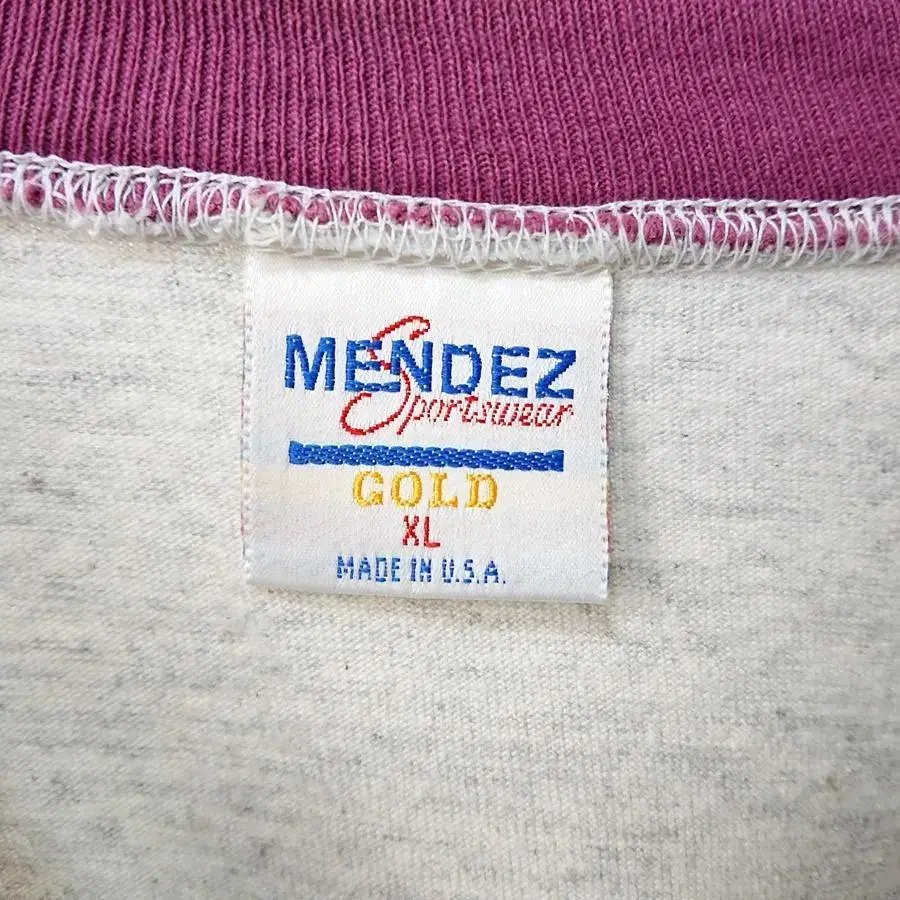 MENDEZ
Sportswear
GOLD
XL
MADE IN U.S.A.